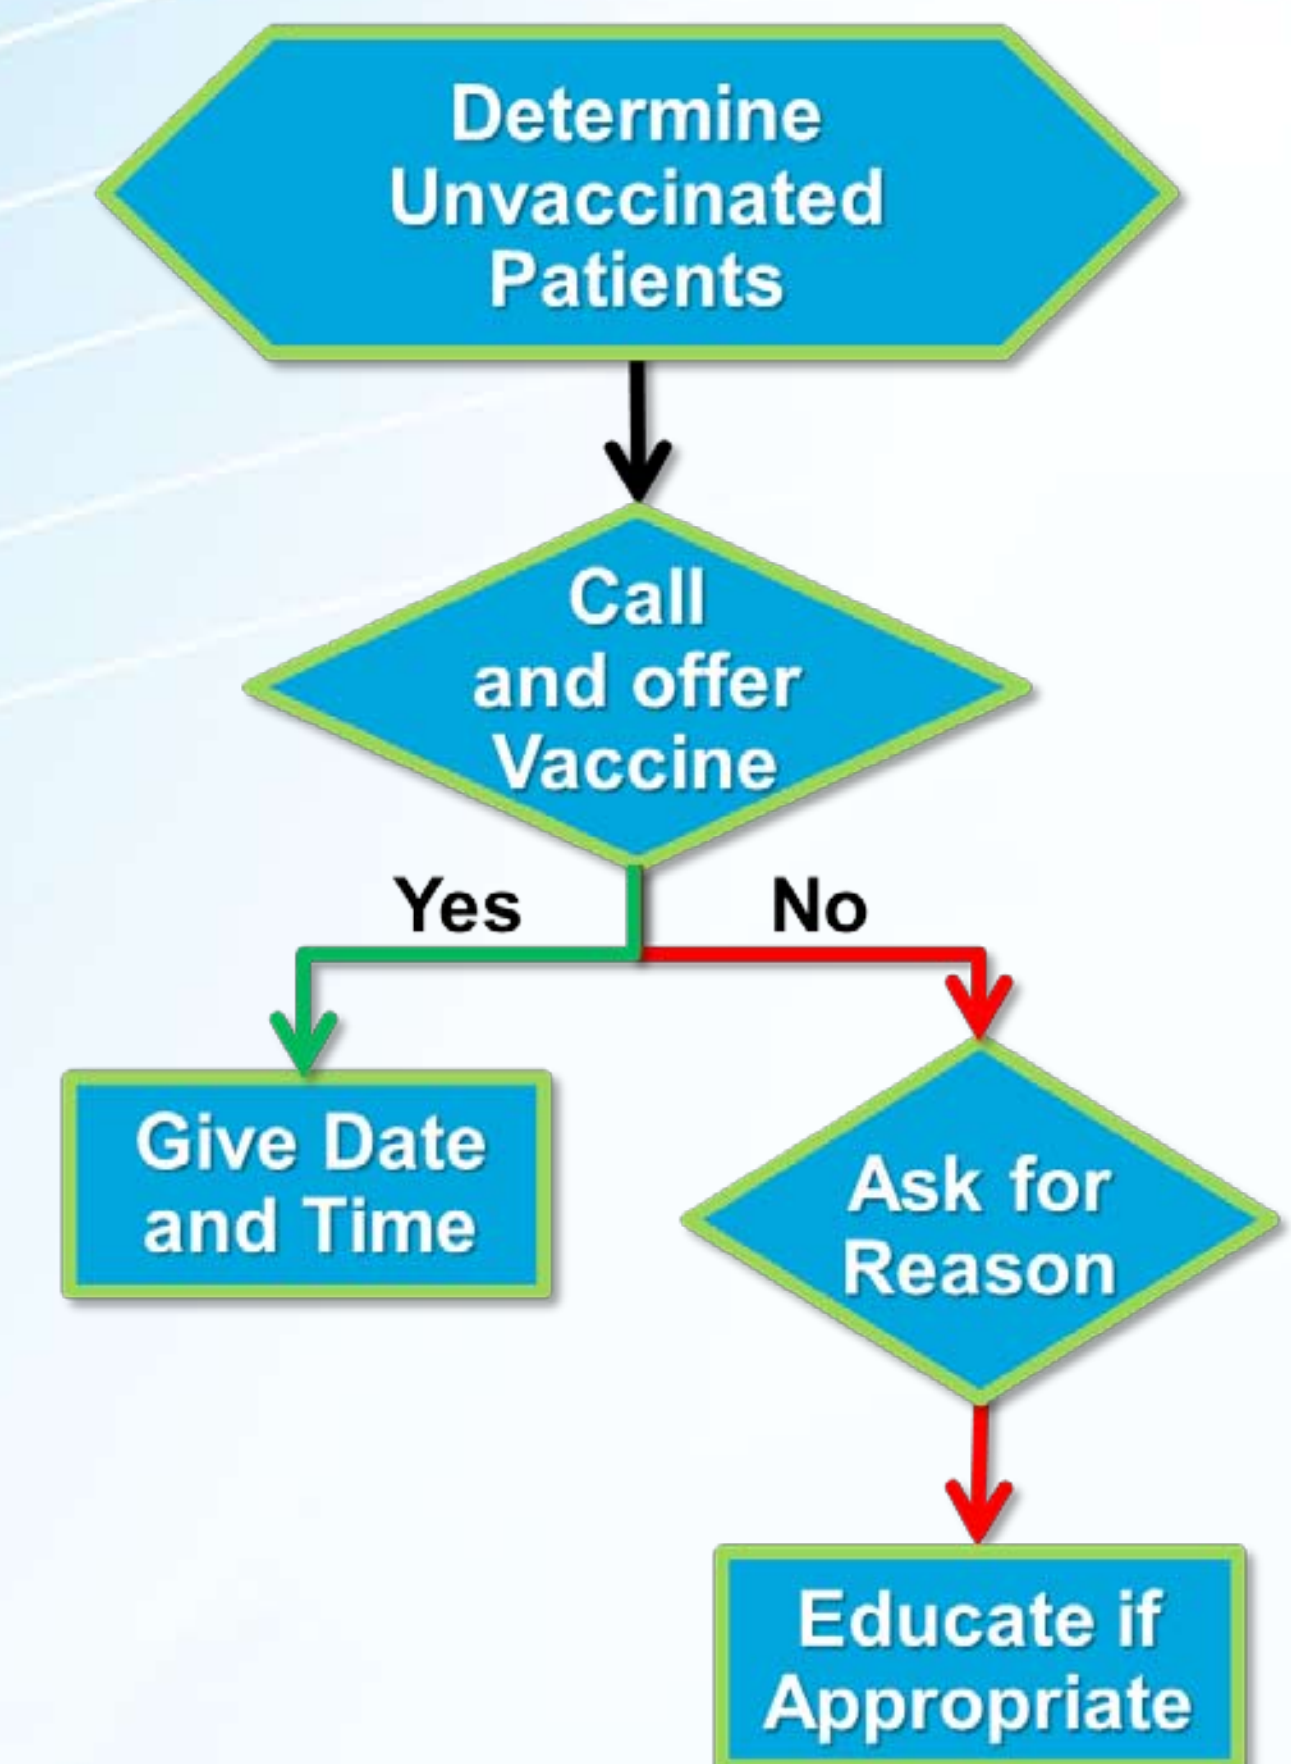 Determine
Unvaccinated
Patients
Call
and offer
Vaccine
Yes
No
Give Date
and Time
Ask for
Reason
Educate if
Appropriate